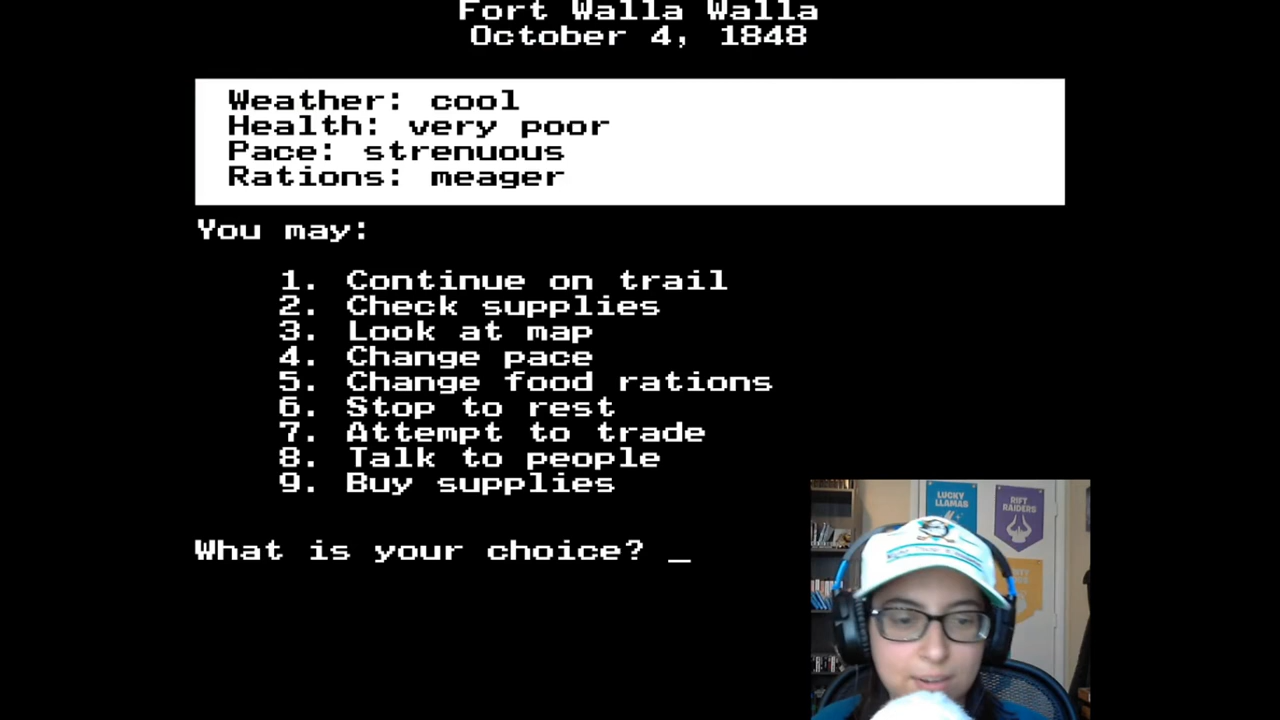 Fort Walla Walla
October 4, 1848
Weather: cool
Health: very poor
Pace: strenuous
Rations: meager
You may:
1. Continue on trail
2. Check supplies
3. Look at map
4. Change pace
5. Change food rations
6. Stop to rest
7. Attempt to trade
8. Talk to people
9. Buy supplies
What is your choice? _
LUCKY
LLAMAS
RIFT
RAIDERS